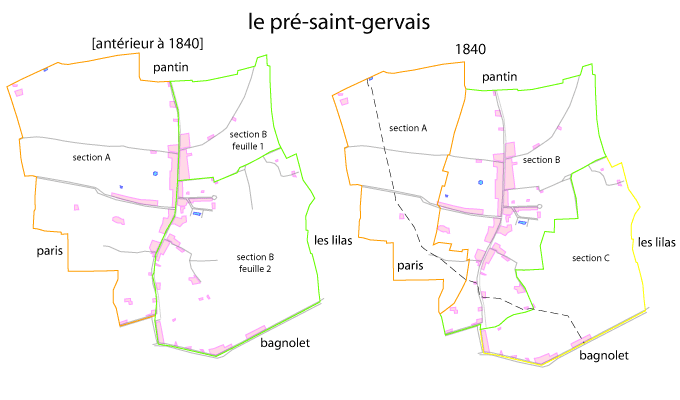 le pré-saint-gervais
[antérieur à 1840]
pantin
section A
section B
feuille 1
section B
feuille 2
paris
les lilas
bagnolet
1840
pantin
section A
section B
section C
paris
les lilas
bagnolet